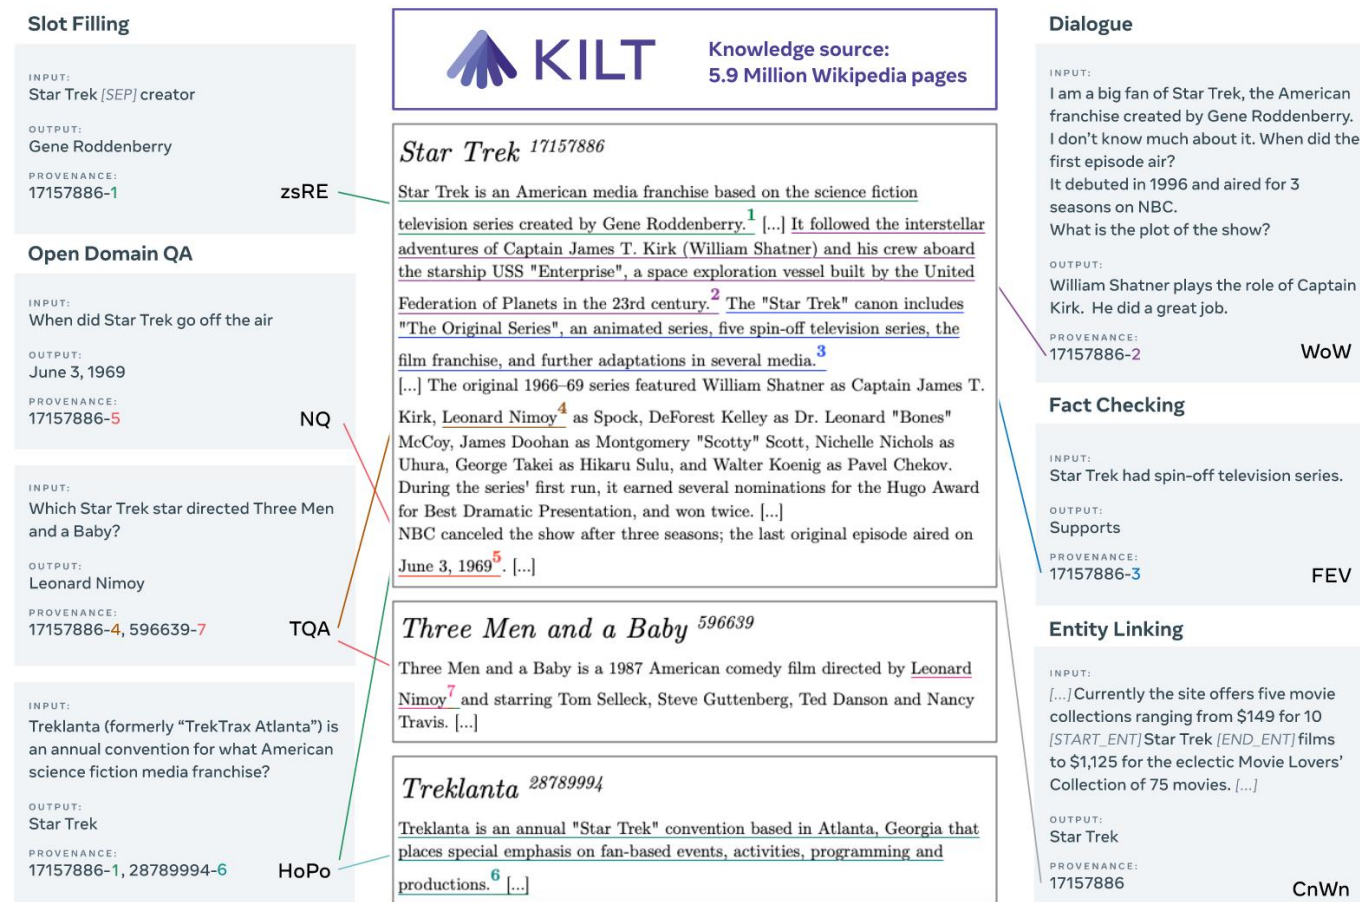 Slot Filling
INPUT:
Star Trek [SEP] creator
OUTPUT:
Gene Roddenberry
PROVENANCE:
17157886-1
zsRE
Open Domain QA
INPUT:
When did Star Trek go off the air
OUTPUT:
June 3, 1969
PROVENANCE:
17157886-5
NQ
INPUT:
Which Star Trek star directed Three Men
and a Baby?
OUTPUT:
Leonard Nimoy
PROVENANCE:
17157886-4, 596639-7
TQA
INPUT:
Treklanta (formerly “TrekTrax Atlanta”) is
an annual convention for what American
science fiction media franchise?
OUTPUT:
Star Trek
PROVENANCE:
17157886-1, 28789994-6
HoPo
KILT
Knowledge source:
5.9 Million Wikipedia pages
Star Trek 17157886
Star Trek is an American media franchise based on the science fiction
television series created by Gene Roddenberry.1 [...] It followed the interstellar
adventures of Captain James T. Kirk (William Shatner) and his crew aboard
the starship USS "Enterprise", a space exploration vessel built by the United
Federation of Planets in the 23rd century.2 The "Star Trek" canon includes
"The Original Series", an animated series, five spin-off television series, the
film franchise, and further adaptations in several media.3
[...] The original 1966–69 series featured William Shatner as Captain James T.
Kirk, Leonard Nimoy4 as Spock, DeForest Kelley as Dr. Leonard "Bones"
McCoy, James Doohan as Montgomery "Scotty" Scott, Nichelle Nichols as
Uhura, George Takei as Hikaru Sulu, and Walter Koenig as Pavel Chekov.
During the series' first run, it earned several nominations for the Hugo Award
for Best Dramatic Presentation, and won twice. [...]
NBC canceled the show after three seasons; the last original episode aired on
June 3, 19695. [...]
Three Men and a Baby 596639
Three Men and a Baby is a 1987 American comedy film directed by Leonard
Nimoy7 and starring Tom Selleck, Steve Guttenberg, Ted Danson and Nancy
Travis. [...]
Treklanta 28789994
Treklanta is an annual "Star Trek" convention based in Atlanta, Georgia that
places special emphasis on fan-based events, activities, programming and
productions.6 [...]
Dialogue
INPUT:
I am a big fan of Star Trek, the American
franchise created by Gene Roddenberry.
I don’t know much about it. When did the
first episode air?
It debuted in 1996 and aired for 3
seasons on NBC.
What is the plot of the show?
OUTPUT:
William Shatner plays the role of Captain
Kirk. He did a great job.
PROVENANCE:
17157886-2
WoW
Fact Checking
INPUT:
Star Trek had spin-off television series.
OUTPUT:
Supports
PROVENANCE:
17157886-3
FEV
Entity Linking
INPUT:
[...] Currently the site offers five movie
collections ranging from $149 for 10
[START_ENT] Star Trek [END_ENT] films
to $1,125 for the eclectic Movie Lovers’
Collection of 75 movies. [...]
OUTPUT:
Star Trek
PROVENANCE:
17157886
CnWn